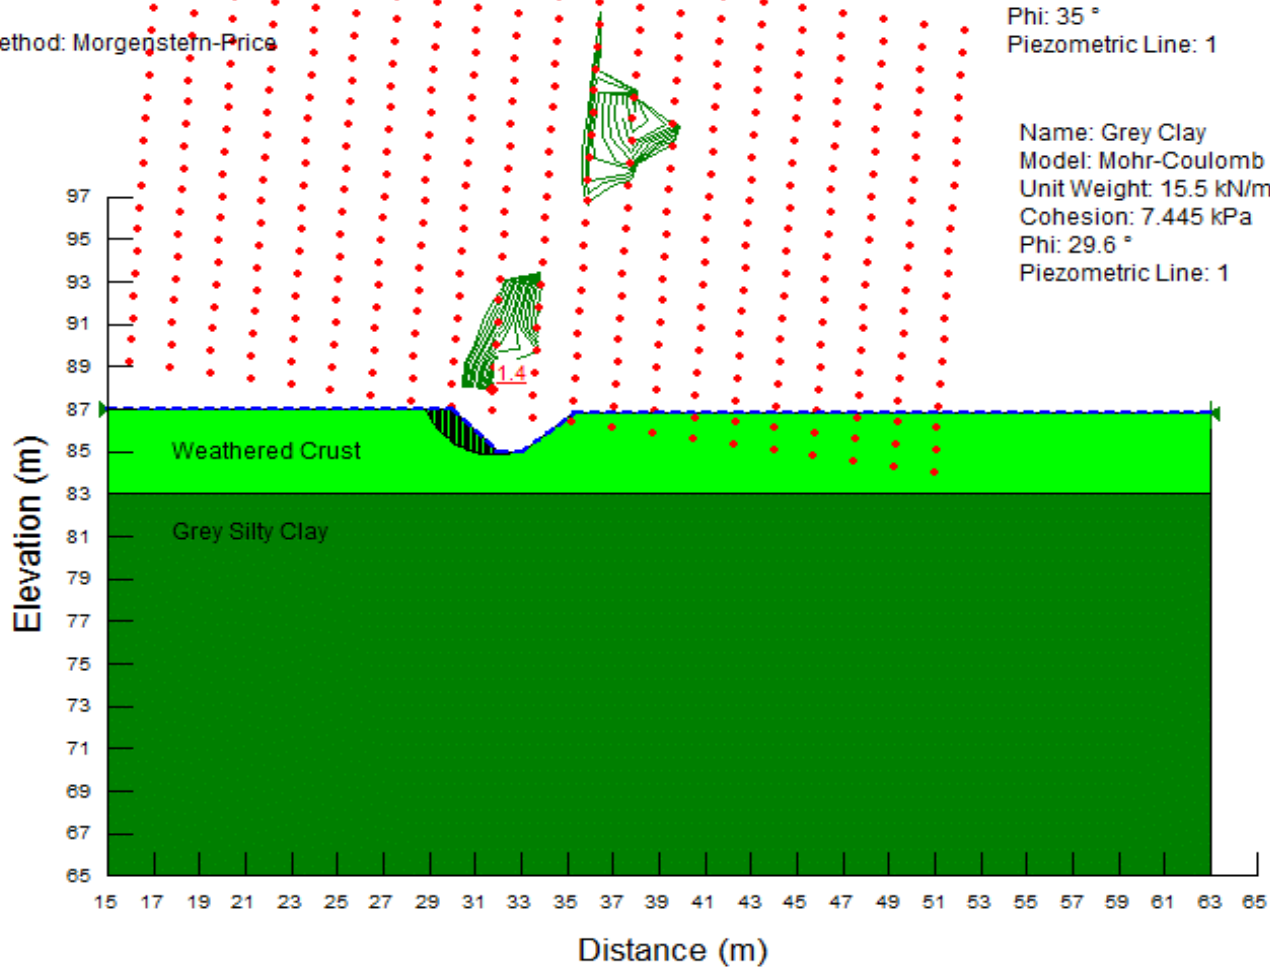 Phi: 35 °
ethod: Morgenstern-Price
Piezometric Line: 1
Name: Grey Clay
Model: Mohr-Coulomb
Unit Weight: 15.5 kN/m
Cohesion: 7.445 kPa
Phi: 29.6 °
Piezometric Line: 1
97
95
93
91
89
1.4
87
85
Weathered Crust
83
81
Grey Silty Clay
79
77
75
73
71
69
67
65
Elevation (m)
15 17 19 21 23 25 27 29 31 33 35 37 39 41 43 45 47 49 51 53 55 57 59 61 63 65
Distance (m)